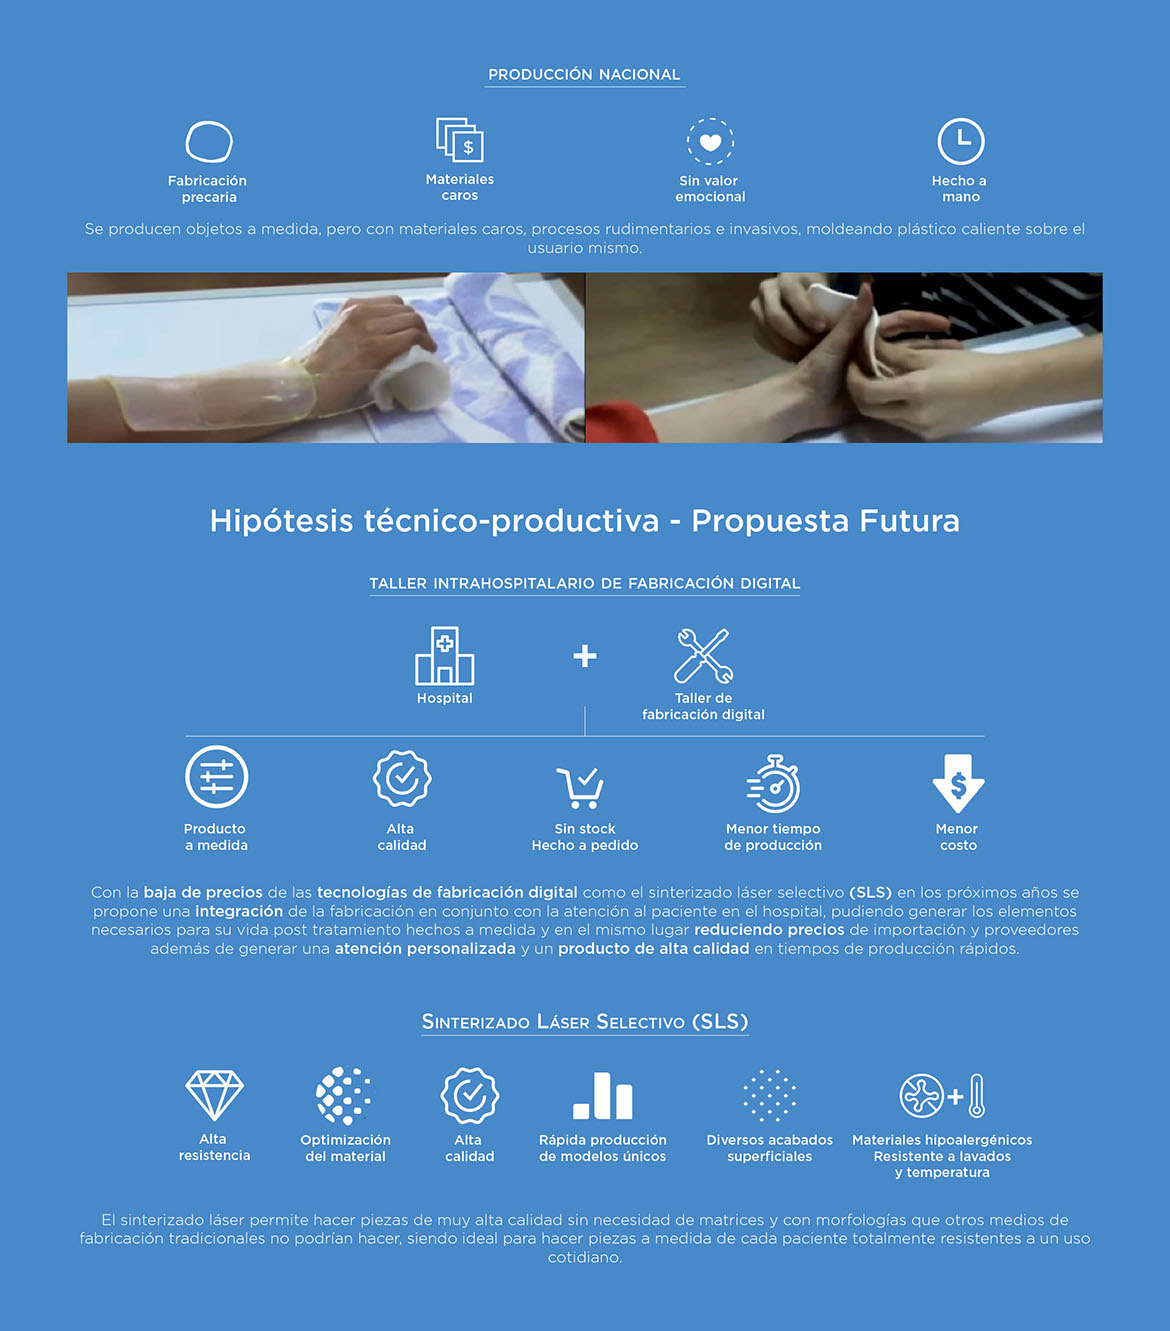 PRODUCCIÓN NACIONAL
$
Fabricación
precaria
Materiales
caros
Sin valor
emocional
Hecho a
mano
Se producen objetos a medida, pero con materiales caros, procesos rudimentarios e invasivos, moldeando plástico caliente sobre el
usuario mismo.
Hipótesis técnico-productiva - Propuesta Futura
TALLER INTRAHOSPITALARIO DE FABRICACIÓN DIGITAL
+
Hospital
Taller de
fabricación digital
$
Producto
a medida
Alta
calidad
Sin stock
Hecho a pedido
Menor tiempo
de producción
Menor
costo
Con la baja de precios de las tecnologías de fabricación digital como el sinterizado láser selectivo (SLS) en los próximos años se
propone una integración de la fabricación en conjunto con la atención al paciente en el hospital, pudiendo generar los elementos
necesarios para su vida post tratamiento hechos a medida y en el mismo lugar reduciendo precios de importación y proveedores
además de generar una atención personalizada y un producto de alta calidad en tiempos de producción rápidos.
SINTERIZADO LÁSER SELECTIVO (SLS)
+
Alta
resistencia
Optimización
del material
Alta
calidad
Rápida producción
de modelos únicos
Diversos acabados
superficiales
Materiales hipoalergénicos
Resistente a lavados
y temperatura
El sinterizado láser permite hacer piezas de muy alta calidad sin necesidad de matrices y con morfologías que otros medios de
fabricación tradicionales no podrían hacer, siendo ideal para hacer piezas a medida de cada paciente totalmente resistentes a un uso
cotidiano.